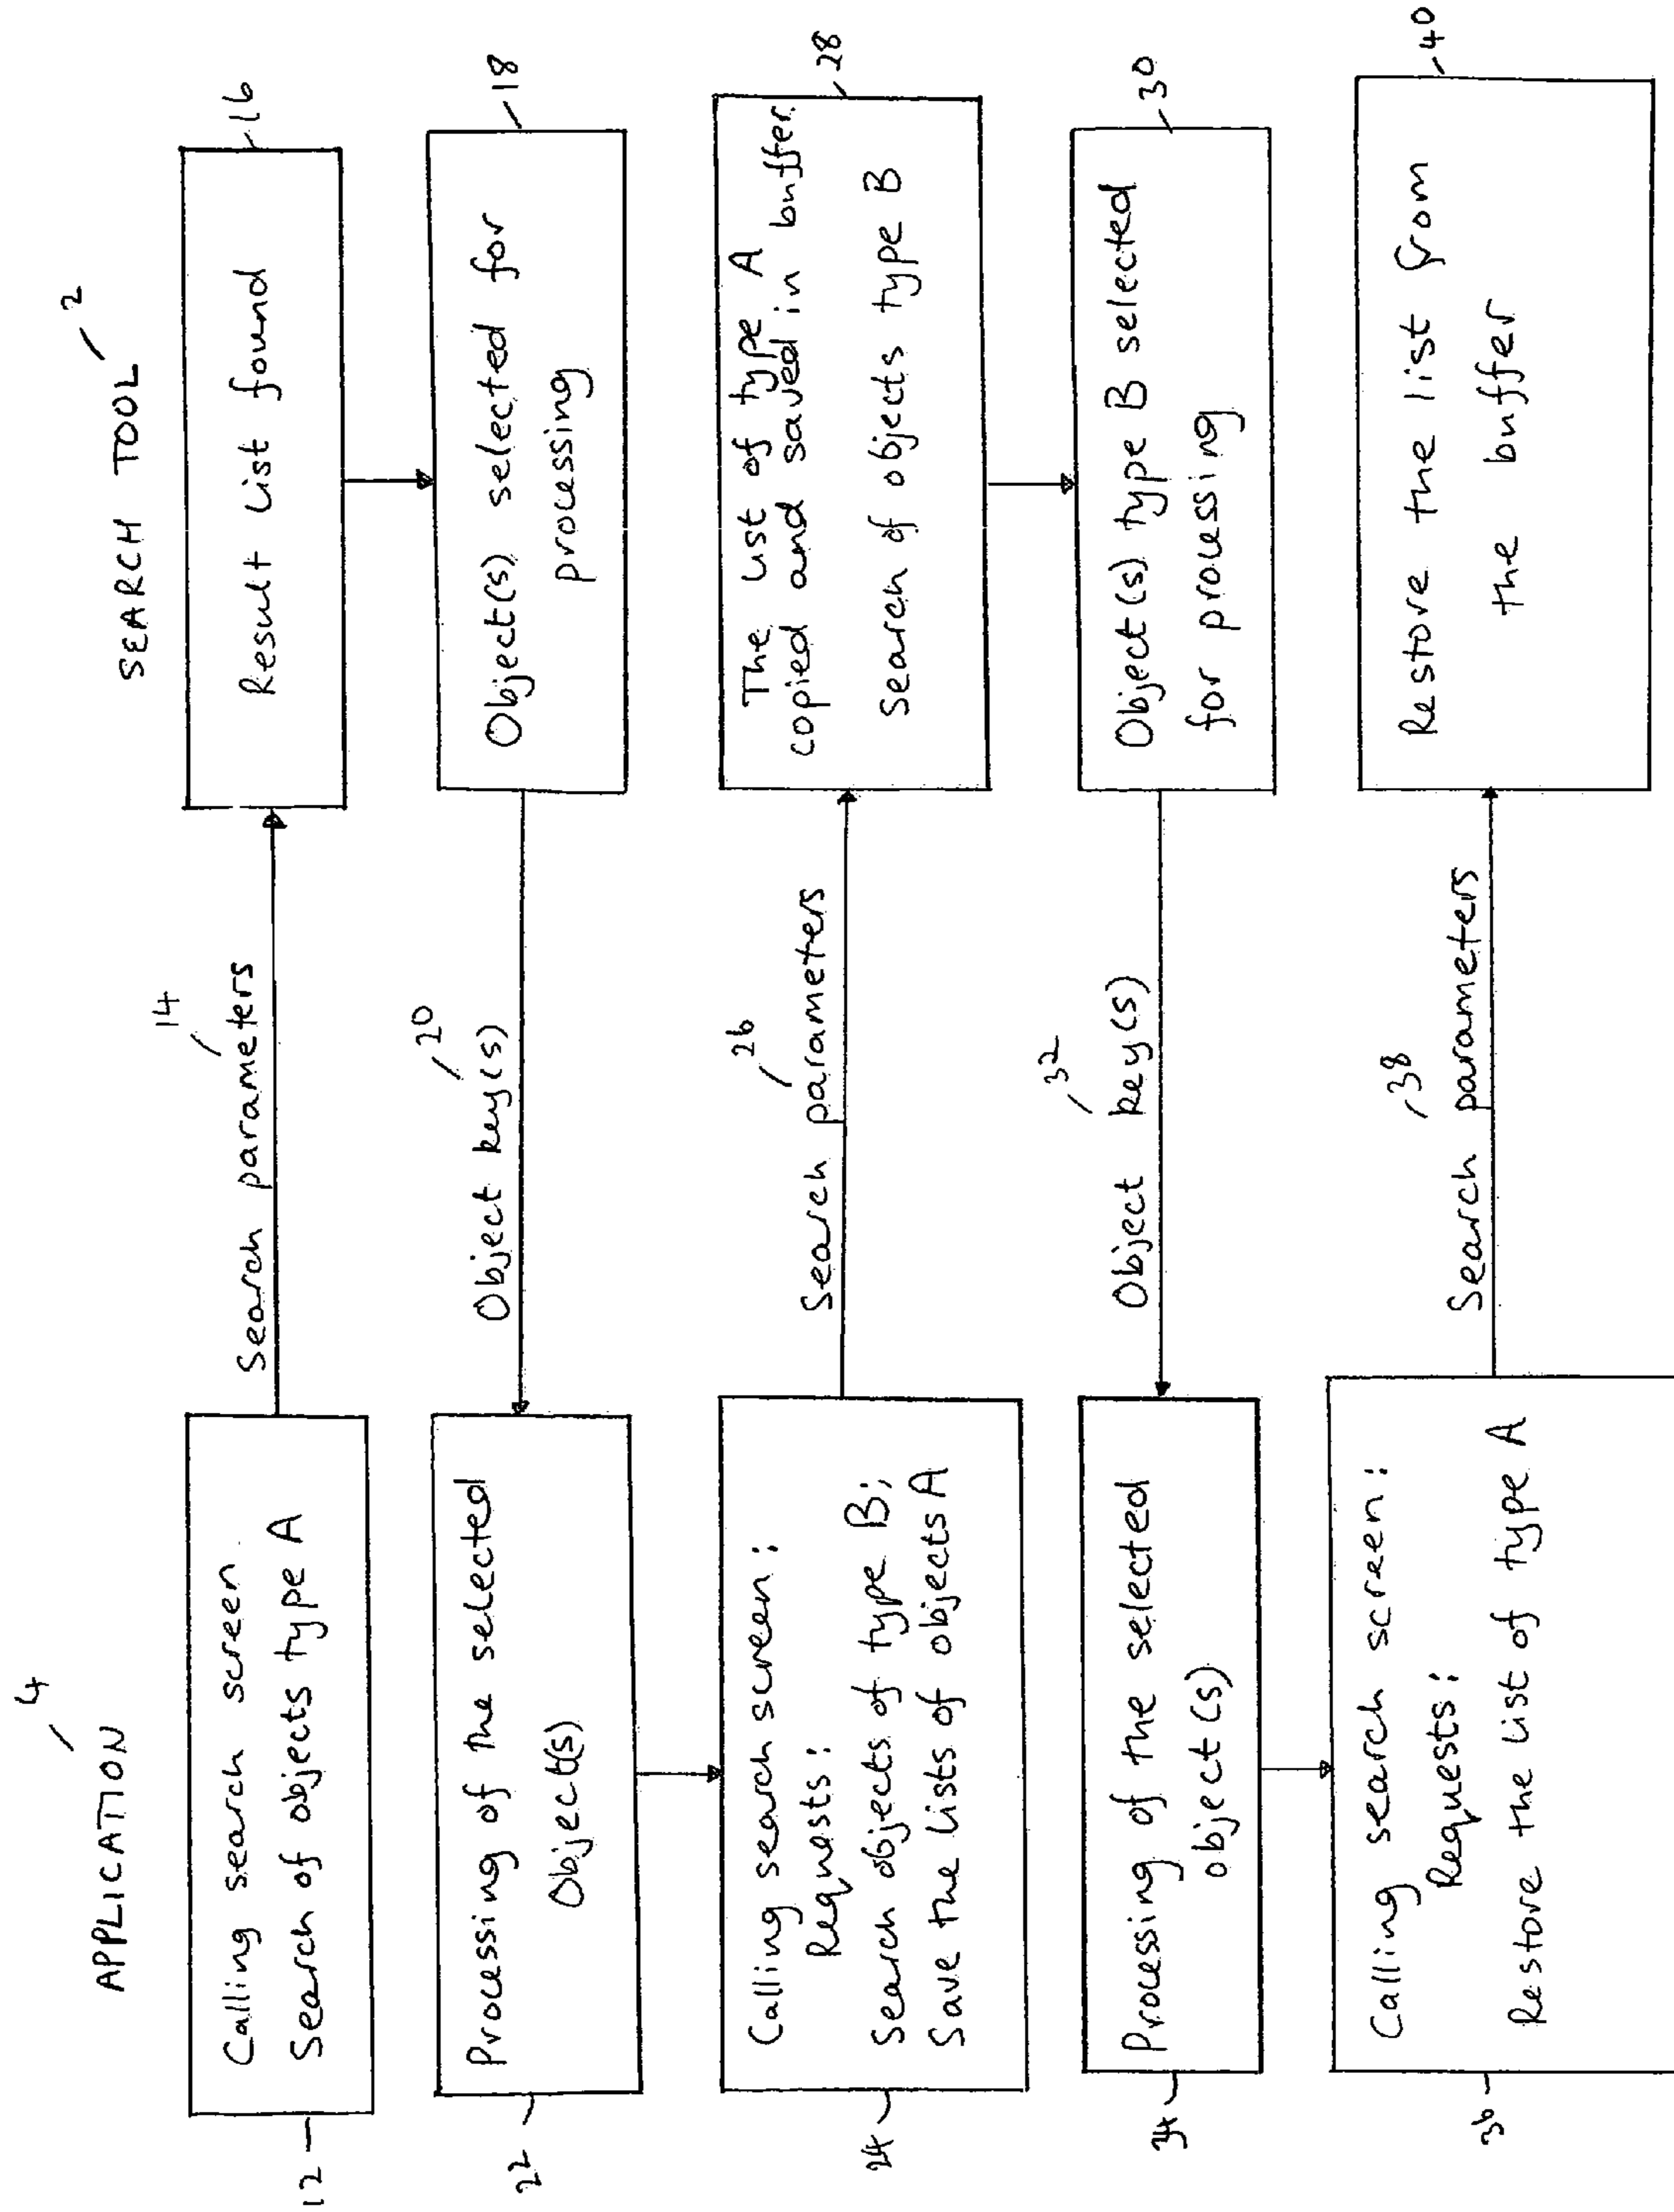 APPLICATION
4
SEARCH TOOL
2
12
Calling search screen.
Search of objects type A
Search parameters
14
Result List found
16
Object(s) selected for
processing
18
Object key(s)
20
22
Processing of the selected
Object(s)
24
Calling search screen:
Requests:
Search objects of type B;
Save the Lists of objects A
Search parameters
26
The List of type A
copied and saved in buffer.
Search of objects type B
28
Object(s) type B selected
for processing
30
Object key(s)
32
34
Processing of the selected
object(s)
36
Calling search screen:
Requests:
Restore the list of type A
Search parameters
38
Restore the list from
the buffer
40